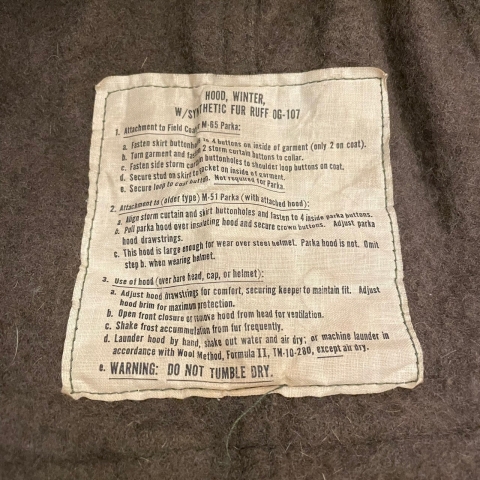 HOOD, WINTER,
W/SYNTHETIC FUR RUFF OG-107
1. Attachment to Field Coat M-65 Parka:
a. Fasten skirt buttonholes to 4 buttons on inside of garment (only 2 on coat).
b. Turn garment and fasten 2 storm curtain buttons to collar.
c. Fasten side storm curtain buttonholes to shoulder loop buttons on coat.
d. Secure stud on skirt to socket on inside of garment.
e. Secure loop to coat button. Not required for Parka.
2. Attachment to (older type) M-51 Parka (with attached hood):
a. Align storm curtain and skirt buttonholes and fasten to 4 inside parka buttons.
b. Pull parka hood over insulating hood and secure crown buttons. Adjust parka
hood drawstrings.
c. This hood is large enough for wear over steel helmet. Parka hood is not. Omit
step b. when wearing helmet.
3. Use of hood (over bare head, cap, or helmet):
a. Adjust hood drawstrings for comfort, securing keeper to maintain fit. Adjust
hood brim for maximum protection.
b. Open front closure or remove hood from head for ventilation.
c. Shake frost accummulation from fur frequently.
d. Launder hood by hand, shake out water and air dry; or machine launder in
accordance with Wool Method, Formula II, TM-10-280, except air dry.
e. WARNING: DO NOT TUMBLE DRY.